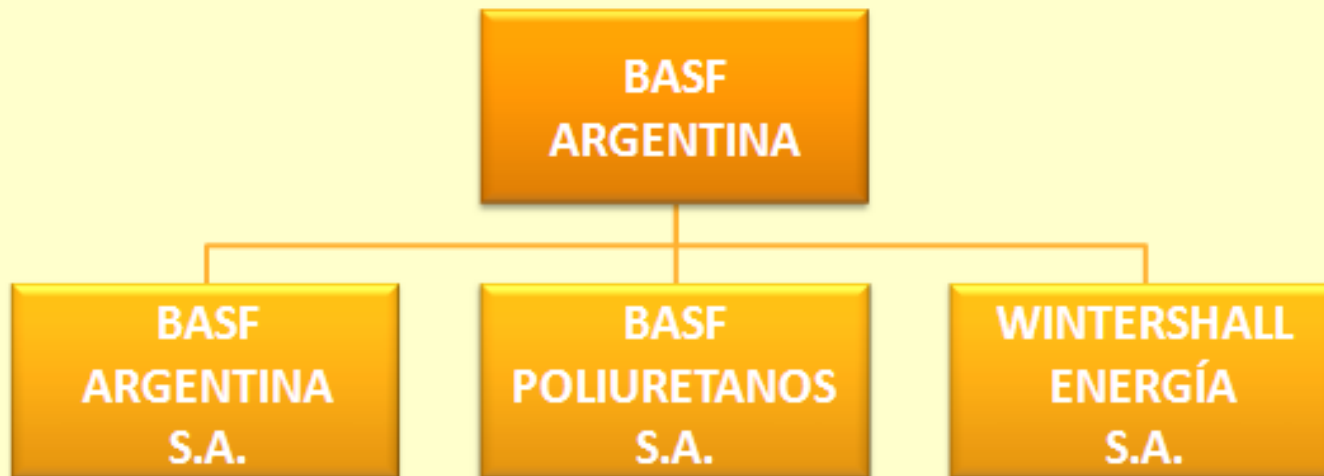 BASF
ARGENTINA
BASF
ARGENTINA
S.A.
BASF
POLIURETANOS
S.A.
WINTERSHALL
ENERGÍA
S.A.